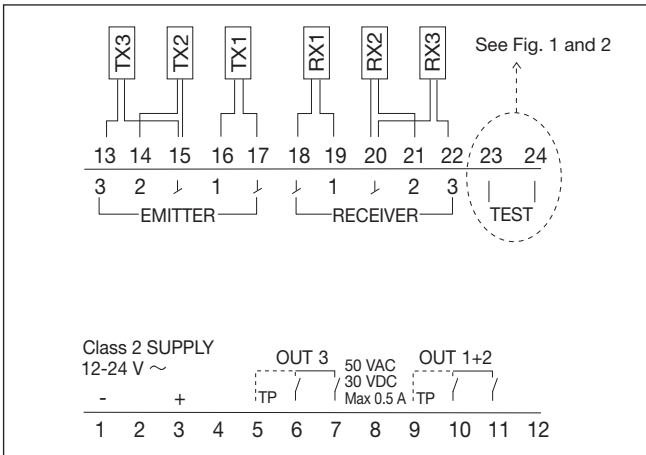 TX3 TX2 TX1 RX1 RX2 RX3
See Fig. 1 and 2
13 14 15 16 17 18 19 20 21 22 23 24
3 2 1 1 2 3
EMITTER RECEIVER TEST
Class 2 SUPPLY
12-24 V ～
OUT 3
50 VAC
30 VDC
Max 0.5 A
OUT 1+2
- + TP TP
1 2 3 4 5 6 7 8 9 10 11 12